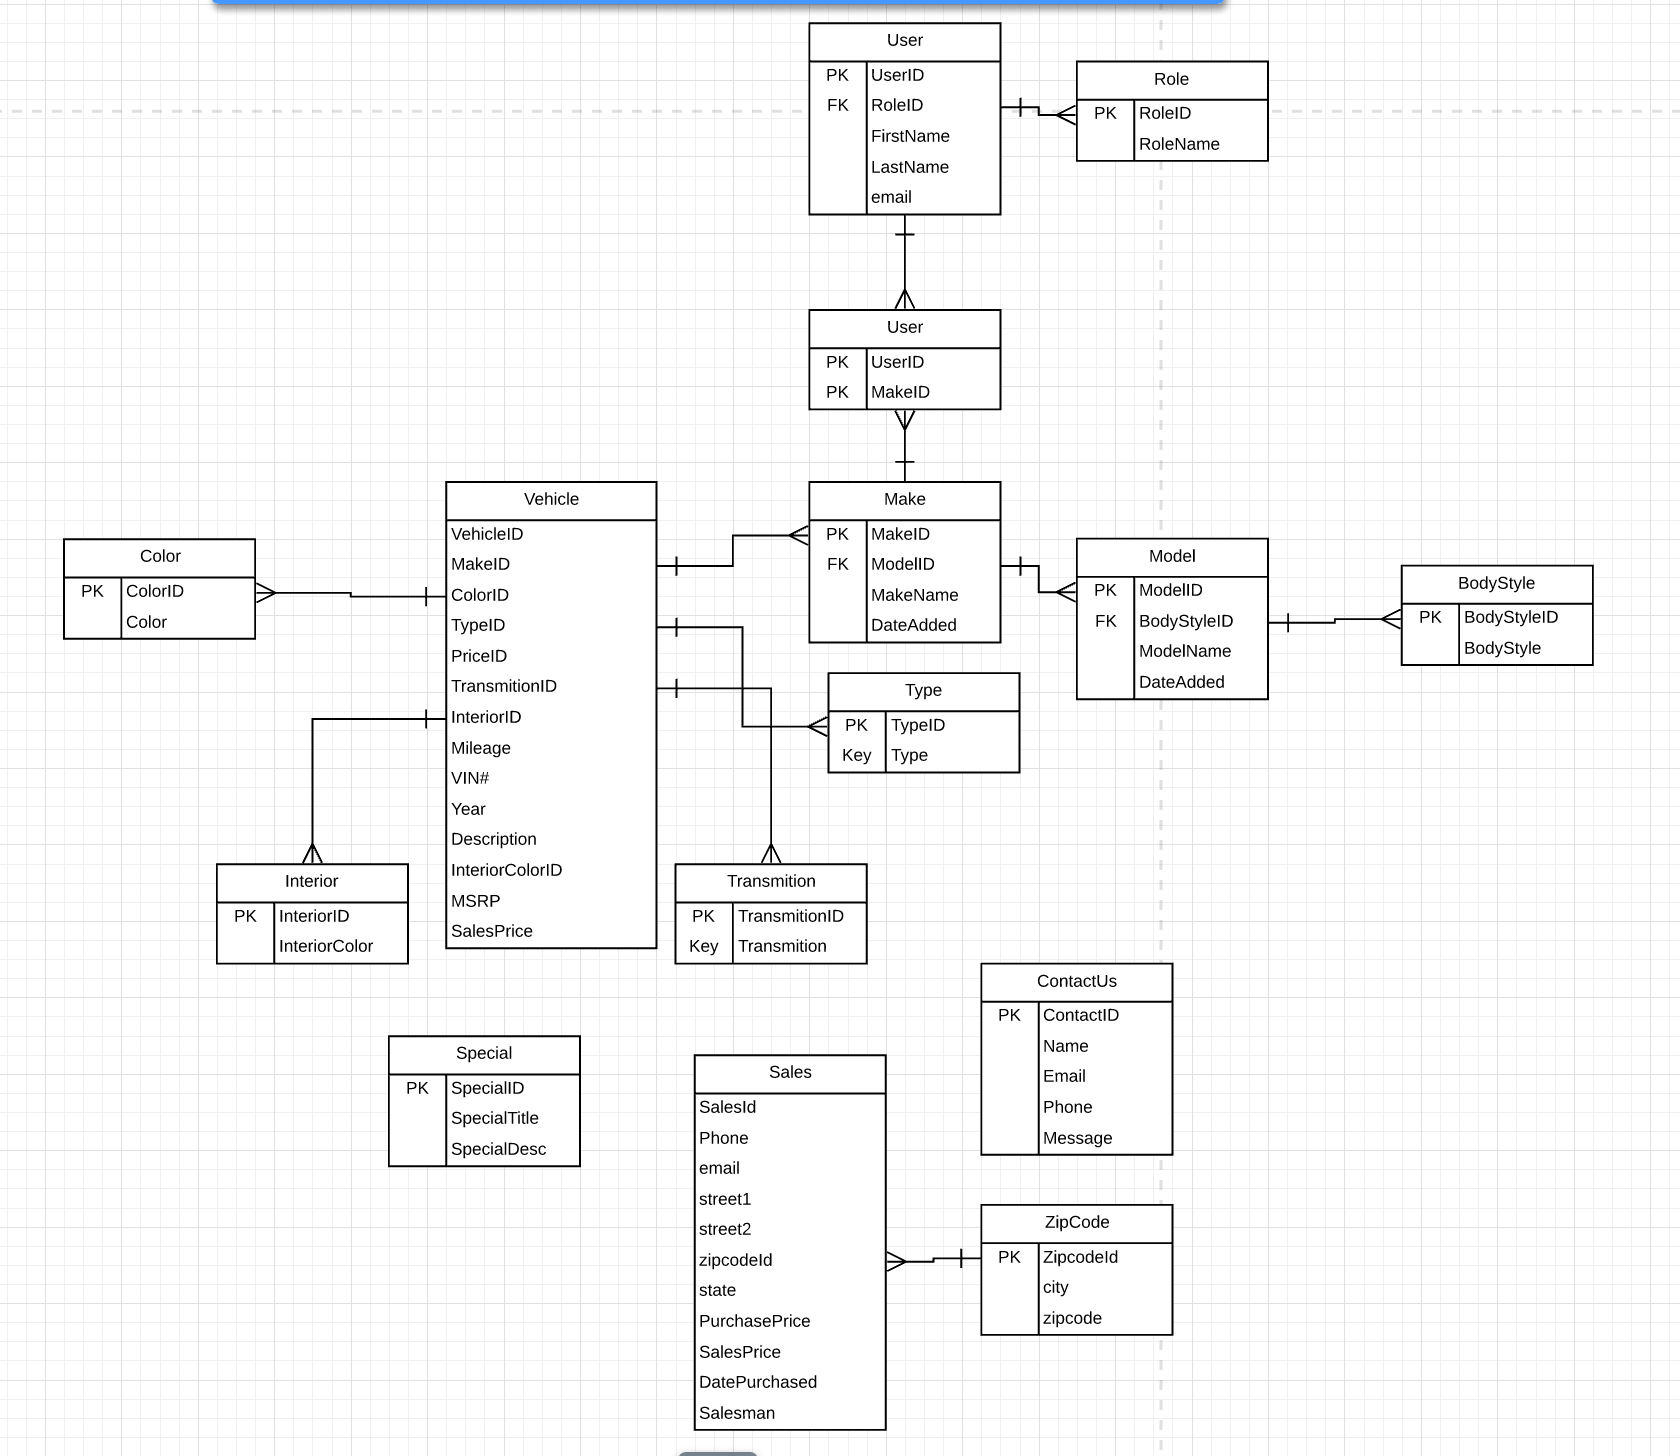 User
PK UserID
FK RoleID
FirstName
LastName
email
Role
PK RoleID
RoleName
User
PK UserID
PK MakeID
Vehicle
VehicleID
MakeID
ColorID
TypeID
PriceID
TransmitionID
InteriorID
Mileage
VIN#
Year
Description
InteriorColorID
MSRP
SalesPrice
Make
PK MakeID
FK ModelID
MakeName
DateAdded
Color
PK ColorID
Color
Model
PK ModelID
FK BodyStyleID
ModelName
DateAdded
BodyStyle
PK BodyStyleID
BodyStyle
Type
PK TypeID
Key Type
Interior
PK InteriorID
InteriorColor
Transmition
PK TransmitionID
Key Transmition
ContactUs
PK ContactID
Name
Email
Phone
Message
Special
PK SpecialID
SpecialTitle
SpecialDesc
Sales
SalesId
Phone
email
street1
street2
zipcodeId
state
PurchasePrice
SalesPrice
DatePurchased
Salesman
ZipCode
PK ZipcodeId
city
zipcode